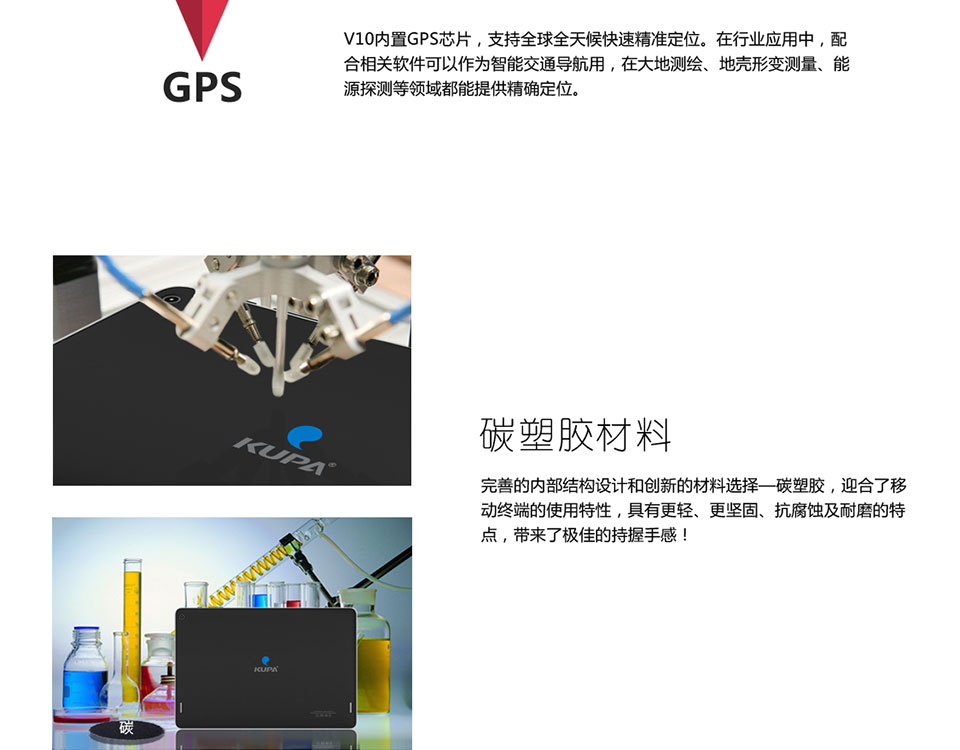 GPS
V10内置GPS芯片，支持全球全天候快速精准定位。在行业应用中，配
合相关软件可以作为智能交通导航用，在大地测绘、地壳形变测量、能
源探测等领域都能提供精确定位。
KUPA®
碳塑胶材料
完善的内部结构设计和创新的材料选择—碳塑胶，迎合了移
动终端的使用特性，具有更轻、更坚固、抗腐蚀及耐磨的特
点，带来了极佳的持握手感！
KUPA
碳